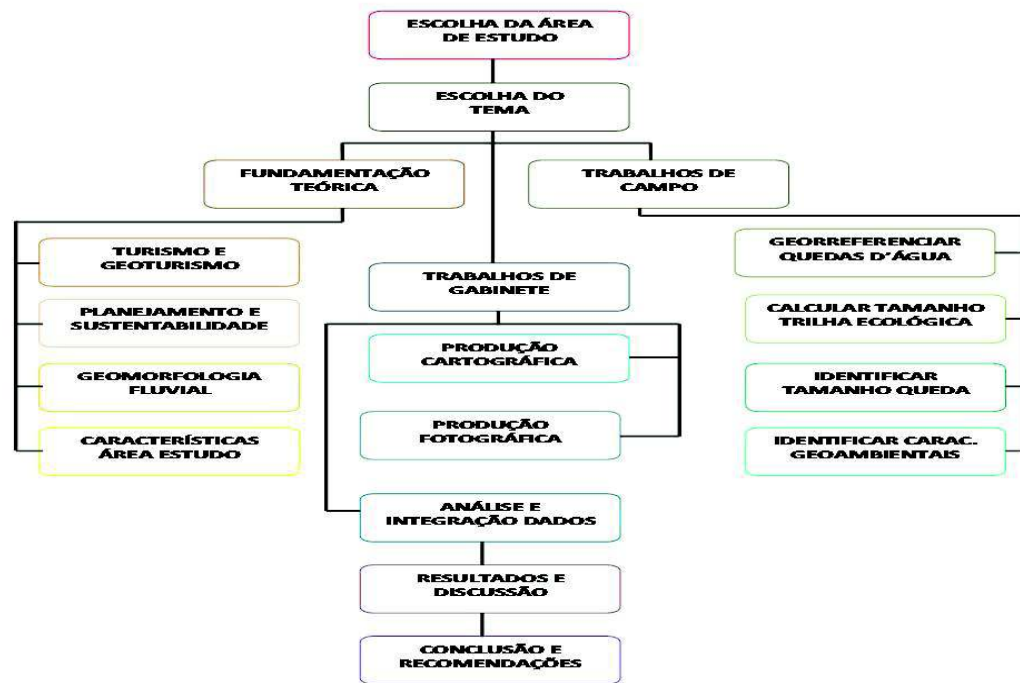 ESCOLHA DA ÁREA
DE ESTUDO
ESCOLHA DO
TEMA
FUNDAMENTAÇÃO
TEÓRICA
TRABALHOS DE
CAMPO
TURISMO E
GEOTURISMO
PLANEJAMENTO E
SUSTENTABILIDADE
GEOMORFOLOGIA
FLUVIAL
CARACTERÍSTICAS
ÁREA ESTUDO
TRABALHOS DE
GABINETE
PRODUÇÃO
CARTOGRÁFICA
PRODUÇÃO
FOTOGRÁFICA
ANÁLISE E
INTEGRAÇÃO DADOS
RESULTADOS E
DISCUSSÃO
CONCLUSÃO E
RECOMENDAÇÕES
GEORREFERENCIAR
QUEDAS D'ÁGUA
CALCULAR TAMANHO
TRILHA ECOLÓGICA
IDENTIFICAR
TAMANHO QUEDA
IDENTIFICAR CARAC.
GEOAMBIENTAIS